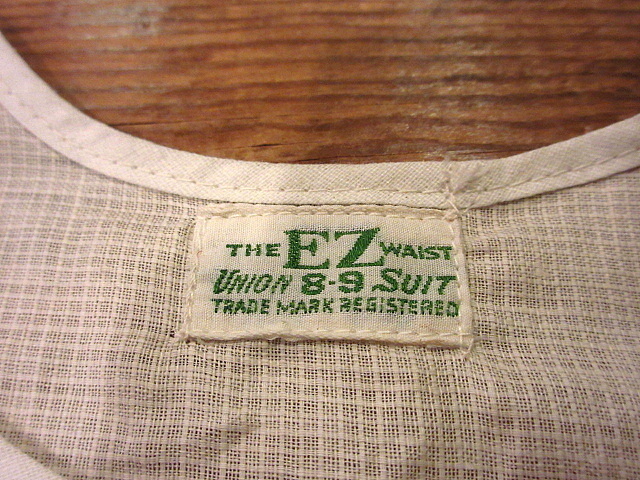 THE EZ WAIST
UNION 8-9 SUIT
TRADE MARK REGISTERED